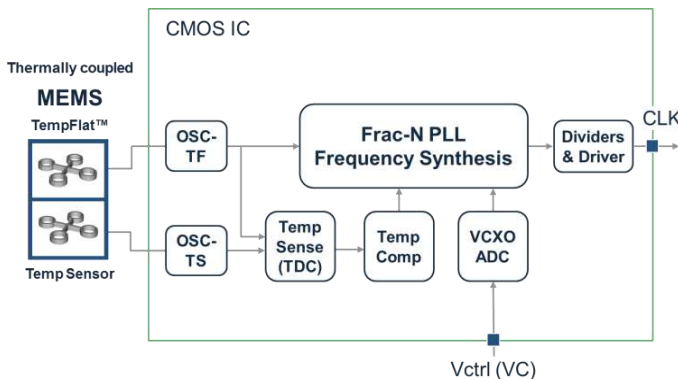 CMOS IC
Thermally coupled
MEMS
TempFlat™
OSC-
TF
Frac-N PLL
Frequency Synthesis
Dividers
& Driver
CLK
OSC-
TS
Temp
Sense
(TDC)
Temp
Comp
VCXO
ADC
Temp Sensor
Vctrl (VC)